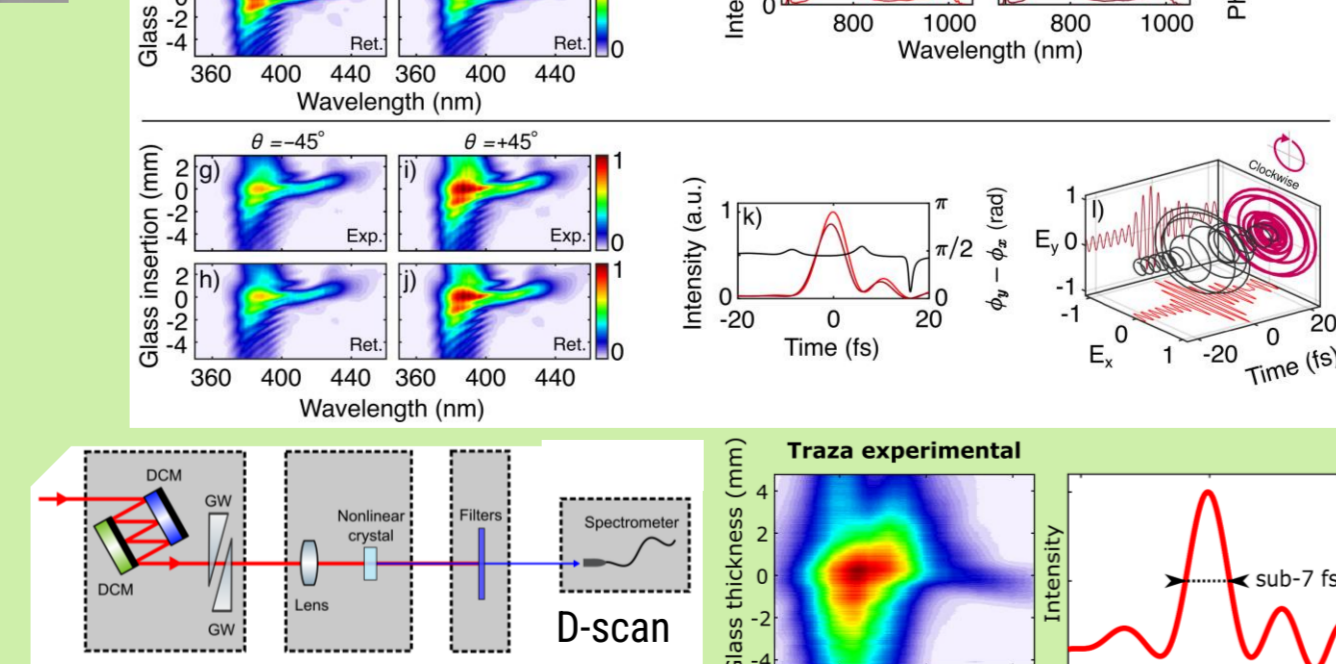 Glass
-2
-4
Ret.
Ret.
0
360 400 440 360 400 440
Wavelength (nm)
Inte
0
800 1000 800 1000
Wavelength (nm)
θ =−45°
θ =+45°
Glass insertion (mm)
2
0
-2
-4
g)
Exp.
i)
Exp.
1
0
2
0
-2
-4
h)
Ret.
j)
Ret.
1
0
360 400 440 360 400 440
Wavelength (nm)
Intensity (a.u.)
1
0
k)
π
π/2
0
ϕy − ϕx (rad)
-20 0 20
Time (fs)
Clockwise
l)
1
Ey 0
-1
-1
0
1
Ex
-20
0
20
Time (fs)
DCM
DCM
GW
GW
Lens
Nonlinear
crystal
Filters
Spectrometer
D-scan
Traza experimental
Glass thickness (mm)
4
2
0
-2
-4
Intensity
sub-7 fs